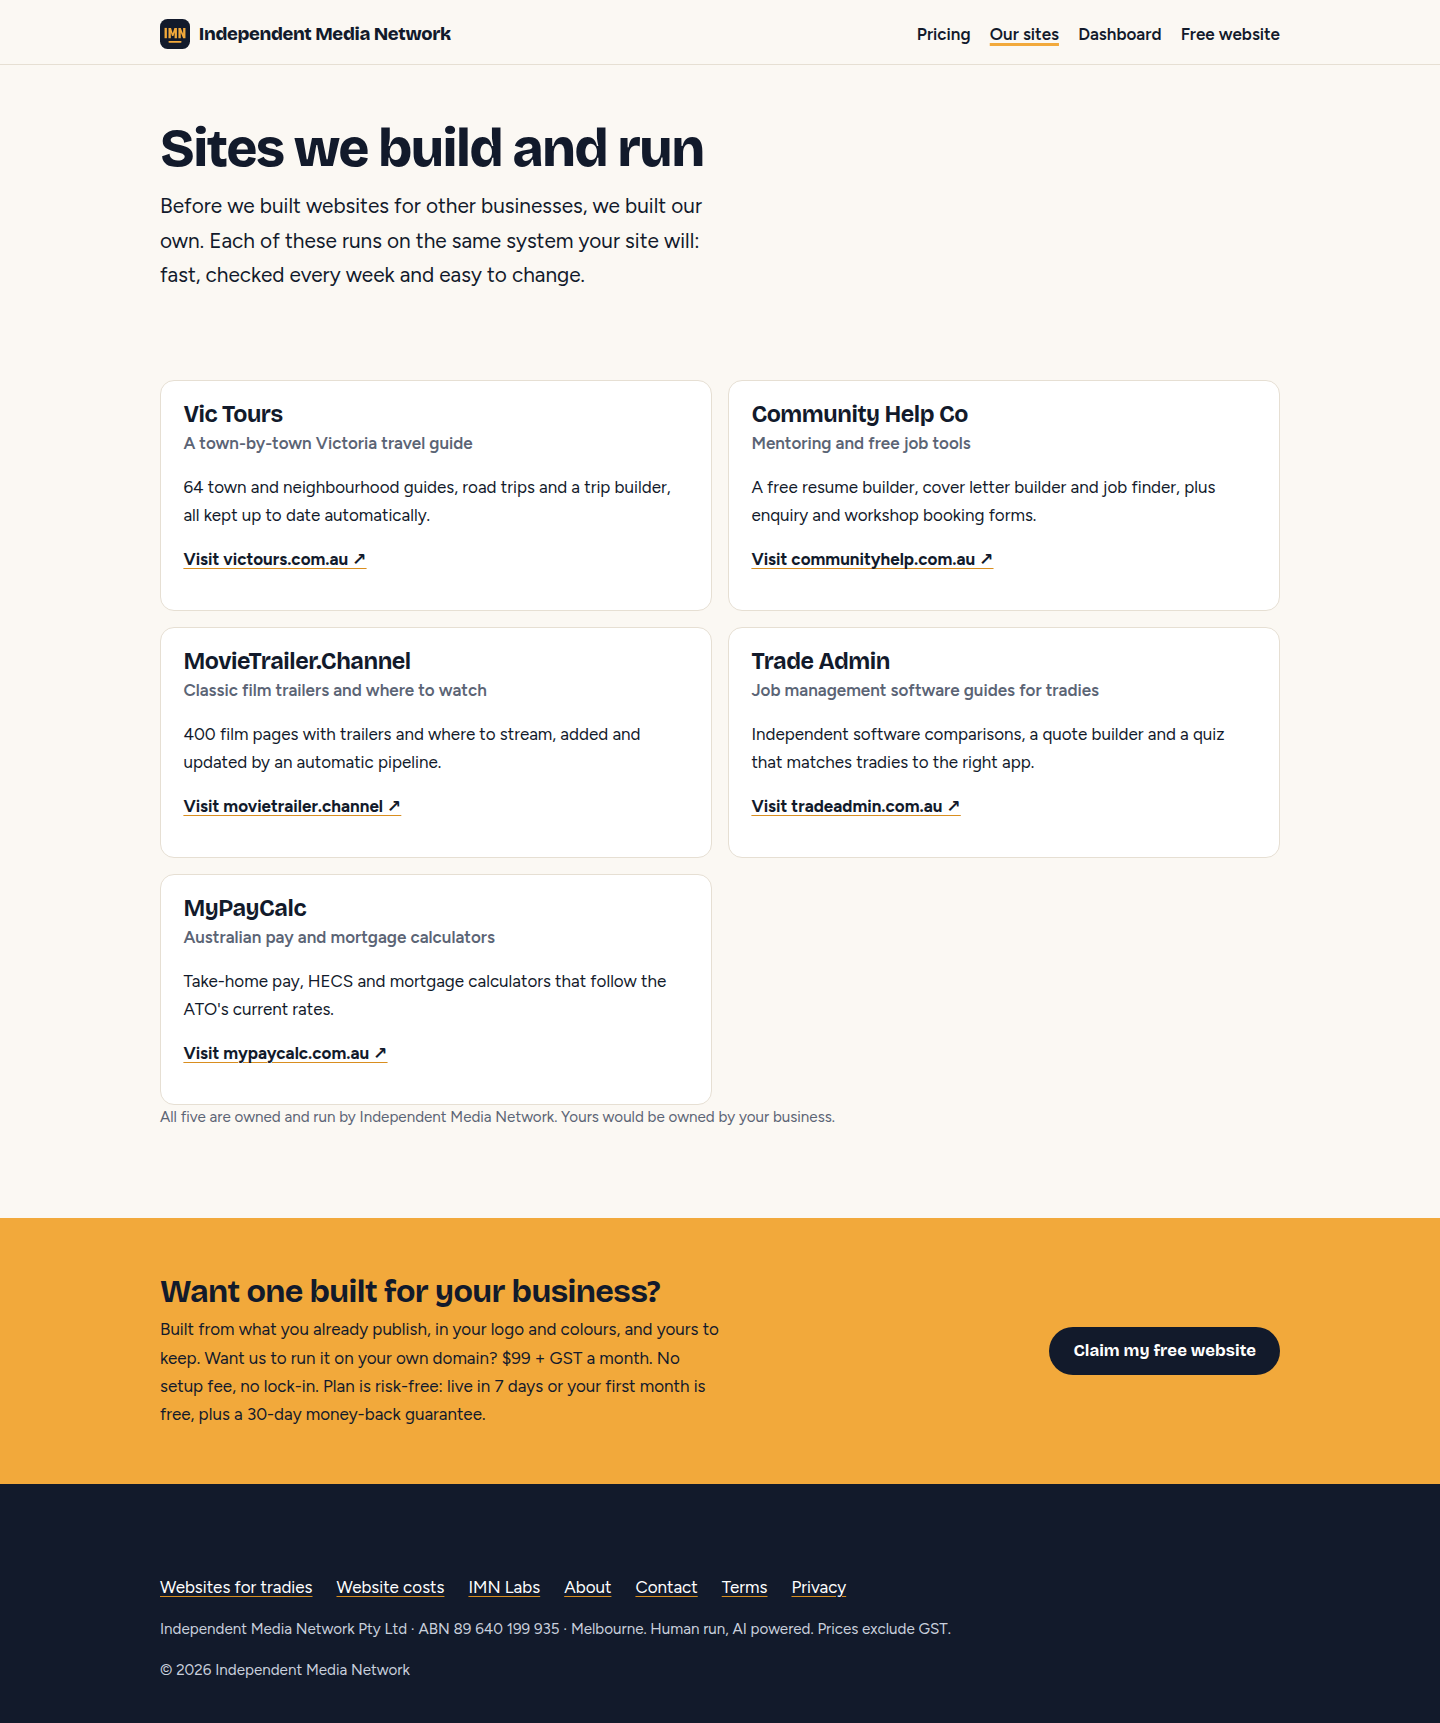 IMN Independent Media Network
Pricing Our sites Dashboard Free website
Sites we build and run
Before we built websites for other businesses, we built our
own. Each of these runs on the same system your site will:
fast, checked every week and easy to change.
Vic Tours
A town-by-town Victoria travel guide
64 town and neighbourhood guides, road trips and a trip builder,
all kept up to date automatically.
Visit victours.com.au ↗
Community Help Co
Mentoring and free job tools
A free resume builder, cover letter builder and job finder, plus
enquiry and workshop booking forms.
Visit communityhelp.com.au ↗
MovieTrailer.Channel
Classic film trailers and where to watch
400 film pages with trailers and where to stream, added and
updated by an automatic pipeline.
Visit movietrailer.channel ↗
Trade Admin
Job management software guides for tradies
Independent software comparisons, a quote builder and a quiz
that matches tradies to the right app.
Visit tradeadmin.com.au ↗
MyPayCalc
Australian pay and mortgage calculators
Take-home pay, HECS and mortgage calculators that follow the
ATO's current rates.
Visit mypaycalc.com.au ↗
All five are owned and run by Independent Media Network. Yours would be owned by your business.
Want one built for your business?
Built from what you already publish, in your logo and colours, and yours to
keep. Want us to run it on your own domain? $99 + GST a month. No
setup fee, no lock-in. Plan is risk-free: live in 7 days or your first month is
free, plus a 30-day money-back guarantee.
Claim my free website
Websites for tradies Website costs IMN Labs About Contact Terms Privacy
Independent Media Network Pty Ltd · ABN 89 640 199 935 · Melbourne. Human run, AI powered. Prices exclude GST.
© 2026 Independent Media Network